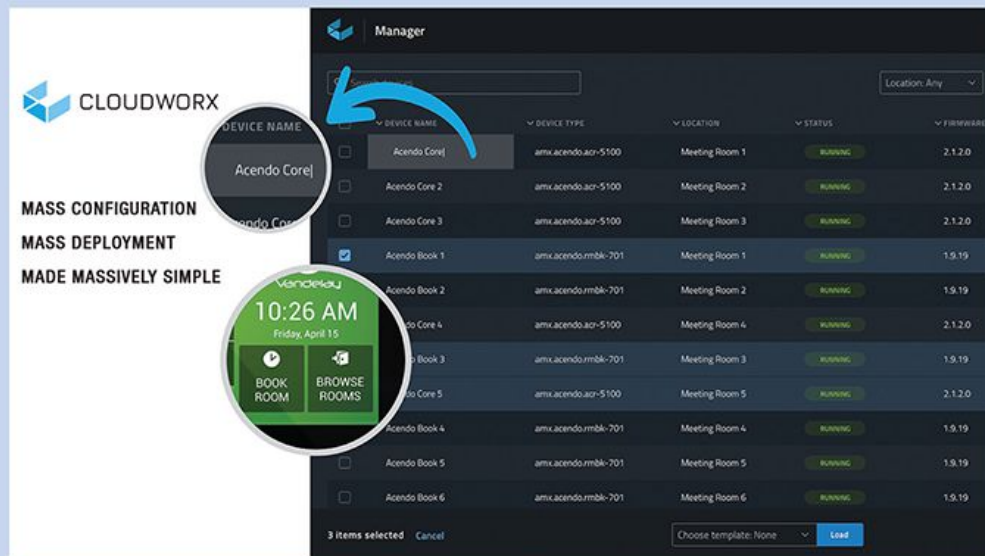 CLOUDWORX
MASS CONFIGURATION
MASS DEPLOYMENT
MADE MASSIVELY SIMPLE
DEVICE NAME
Acendo Core
Vandelay
10:26 AM
Friday, April 15
BOOK ROOM
BROWSE ROOMS
Manager
Location: Any
DEVICE NAME DEVICE TYPE LOCATION STATUS FIRMWARE
Acendo Core amx.acendo.acr-5100 Meeting Room 1 RUNNING 2.1.2.0
Acendo Core 2 amx.acendo.acr-5100 Meeting Room 2 RUNNING 2.1.2.0
Acendo Core 3 amx.acendo.acr-5100 Meeting Room 3 RUNNING 2.1.2.0
Acendo Book 1 amx.acendo.rmbk-701 Meeting Room 1 RUNNING 1.9.19
Acendo Book 2 amx.acendo.rmbk-701 Meeting Room 2 RUNNING 1.9.19
Core 4 amx.acendo.acr-5100 Meeting Room 4 RUNNING 2.1.2.0
Book 3 amx.acendo.rmbk-701 Meeting Room 3 RUNNING 1.9.19
Core 5 amx.acendo.acr-5100 Meeting Room 5 RUNNING 2.1.2.0
Acendo Book 4 amx.acendo.rmbk-701 Meeting Room 4 RUNNING 1.9.19
Acendo Book 5 amx.acendo.rmbk-701 Meeting Room 5 RUNNING 1.9.19
Acendo Book 6 amx.acendo.rmbk-701 Meeting Room 6 RUNNING 1.9.19
3 items selected Cancel Choose template: None Load